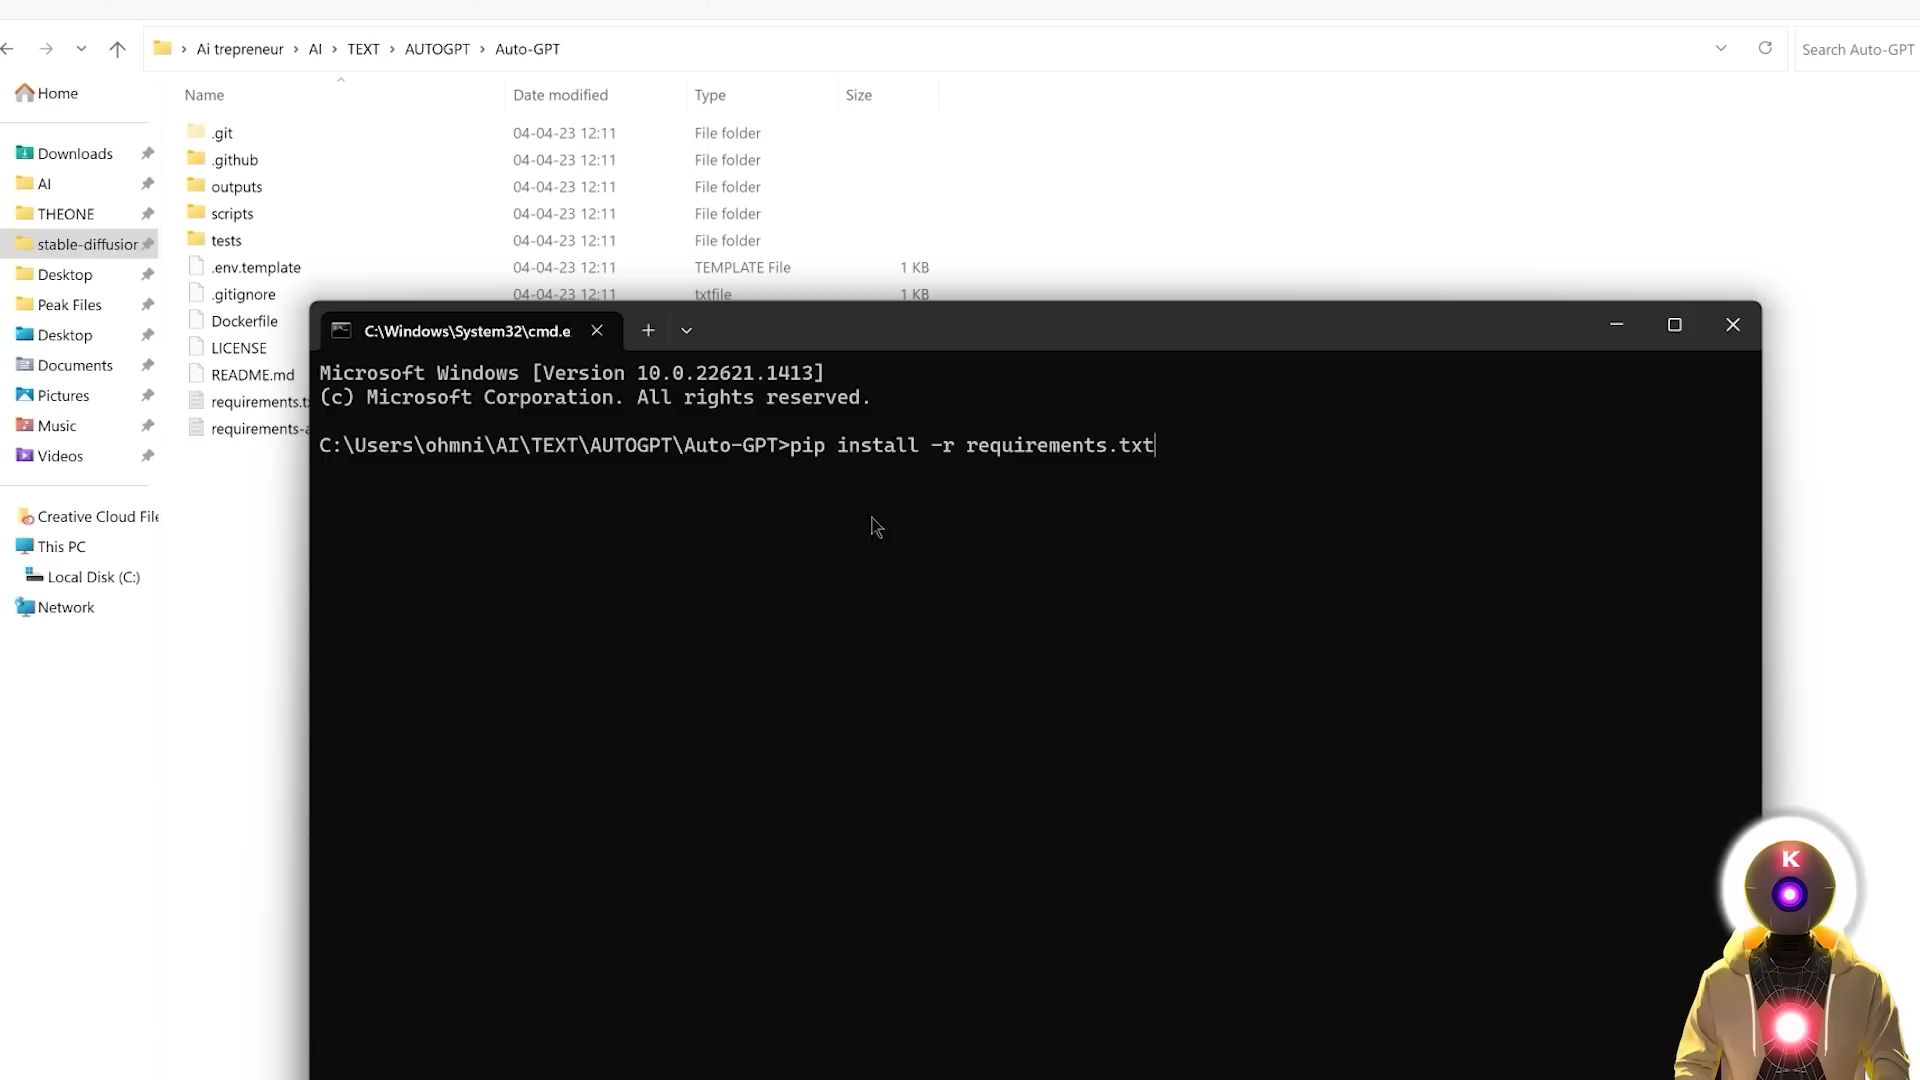 Ai trepreneur > AI > TEXT > AUTOGPT > Auto-GPT
Search Auto-GPT
Home
Downloads
AI
THEONE
stable-diffusior
Desktop
Peak Files
Desktop
Documents
Pictures
Music
Videos
Creative Cloud File
This PC
Local Disk (C:)
Network
Name Date modified Type Size
.git 04-04-23 12:11 File folder
.github 04-04-23 12:11 File folder
outputs 04-04-23 12:11 File folder
scripts 04-04-23 12:11 File folder
tests 04-04-23 12:11 File folder
.env.template 04-04-23 12:11 TEMPLATE File 1 KB
.gitignore 04-04-23 12:11 txtfile 1 KB
Dockerfile
LICENSE
README.md
requirements.t
requirements-a
C:\Windows\System32\cmd.e
Microsoft Windows [Version 10.0.22621.1413]
(c) Microsoft Corporation. All rights reserved.
C:\Users\ohmni\AI\TEXT\AUTOGPT\Auto-GPT>pip install -r requirements.txt
K